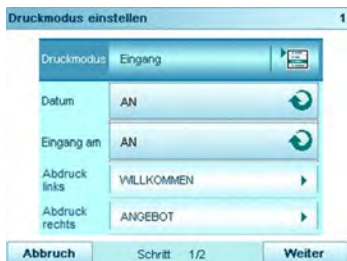 Druckmodus einstellen 1
Druckmodus Eingang
Datum AN
Eingang am AN
Abdruck links WILLKOMMEN
Abdruck rechts ANGEBOT
Abbruch Schritt 1/2 Weiter